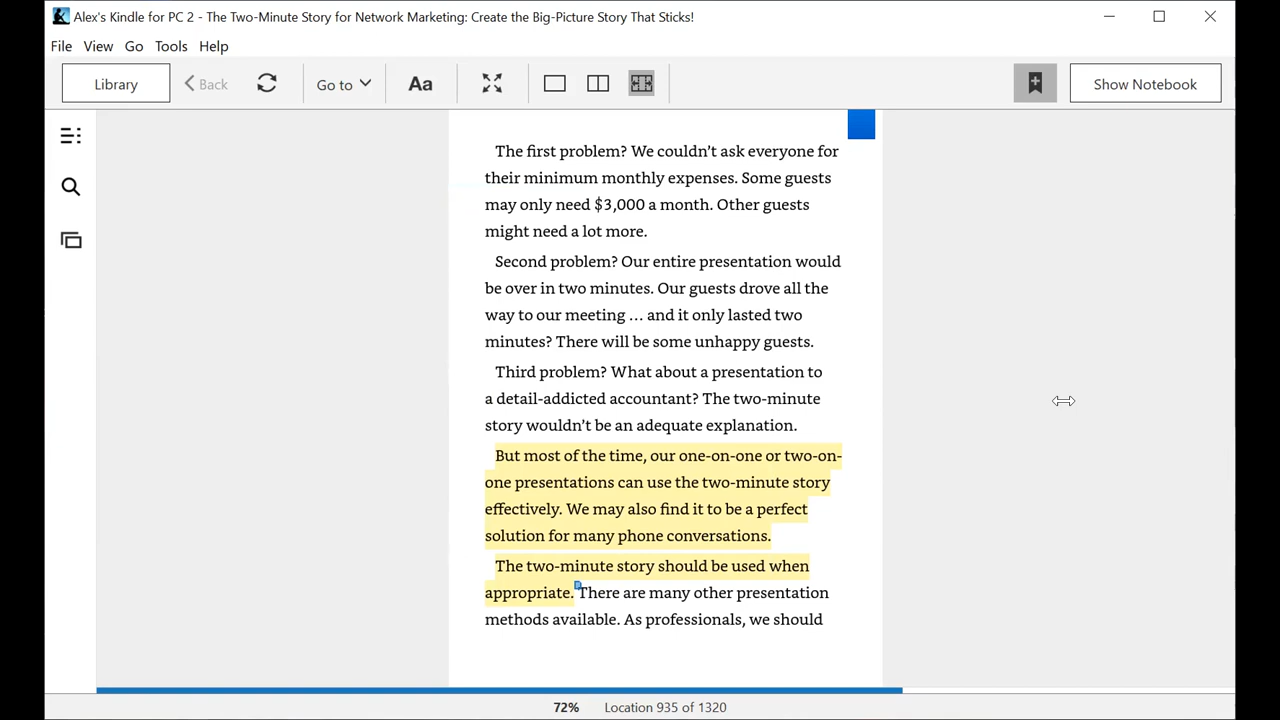 Alex's Kindle for PC 2 - The Two-Minute Story for Network Marketing: Create the Big-Picture Story That Sticks!
File View Go Tools Help
Library Back Go to Aa Show Notebook
The first problem? We couldn’t ask everyone for
their minimum monthly expenses. Some guests
may only need $3,000 a month. Other guests
might need a lot more.
Second problem? Our entire presentation would
be over in two minutes. Our guests drove all the
way to our meeting … and it only lasted two
minutes? There will be some unhappy guests.
Third problem? What about a presentation to
a detail-addicted accountant? The two-minute
story wouldn’t be an adequate explanation.
But most of the time, our one-on-one or two-on-
one presentations can use the two-minute story
effectively. We may also find it to be a perfect
solution for many phone conversations.
The two-minute story should be used when
appropriate. There are many other presentation
methods available. As professionals, we should
72% Location 935 of 1320